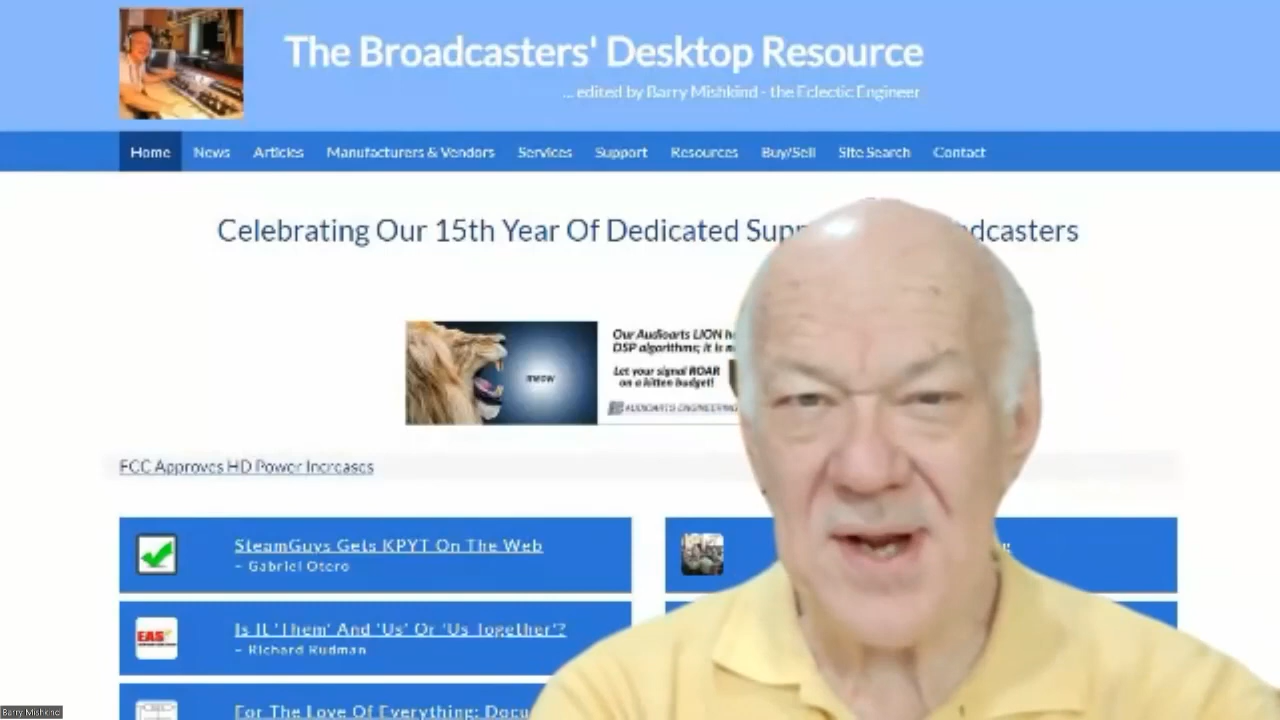 The Broadcasters' Desktop Resource
... edited by Barry Mishkind - the Eclectic Engineer
Home News Articles Manufacturers & Vendors Services Support Resources Buy/Sell Site Search Contact
Celebrating Our 15th Year Of Dedicated
Our Audioarts LION
DSP algorithms; it is
meow
Let your signal ROAR
on a kitten budget!
AUDIOARTS ENGINEERING
FCC Approves HD Power Increases
SteamGuys Gets KPYT On The Web
~ Gabriel Otero
EAS
Is It 'Them' And 'Us' Or 'Us Together'?
~ Richard Rudman
For The Love Of Everything:
Barry Mishkind